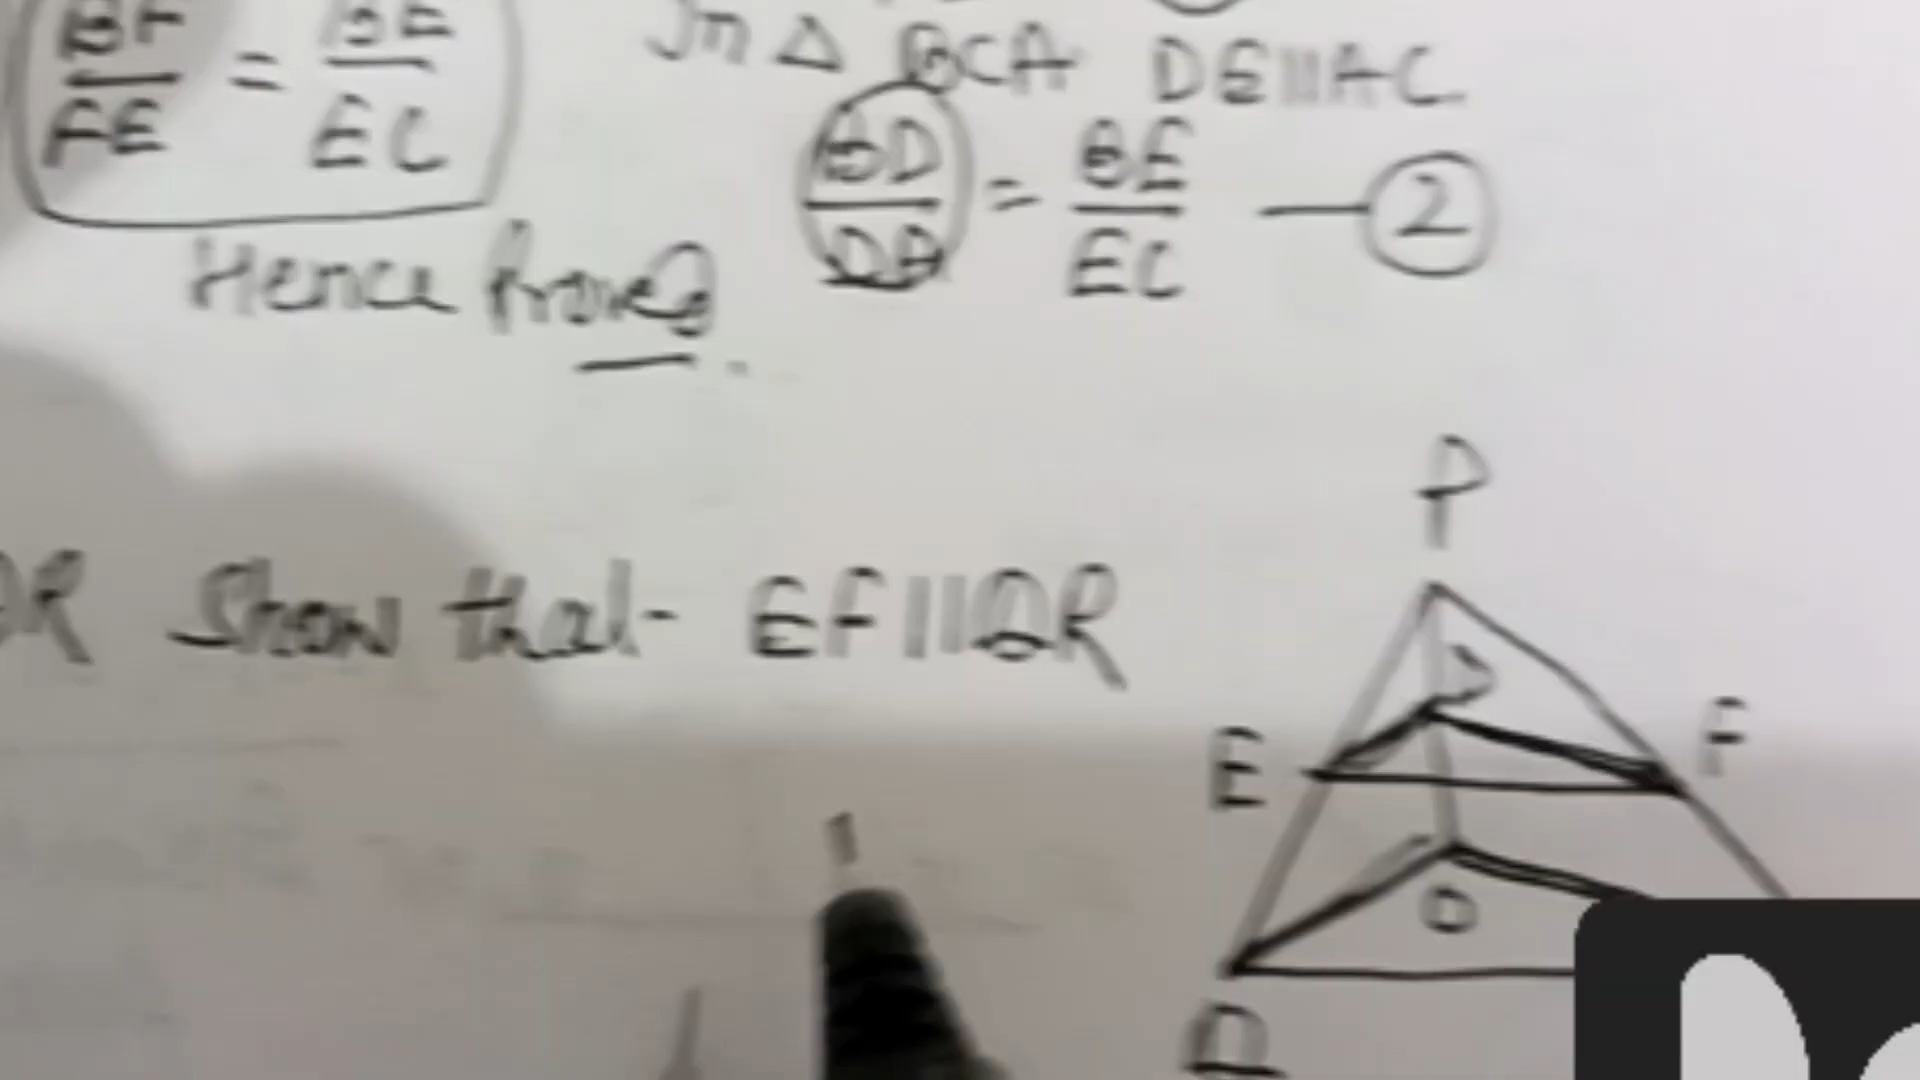 BF/FE = BE/EC
Hence Proved.
In △ BCA DE||AC.
BD/DA = BE/EC —②
OR Show that EF||QR
P
D
E
F
O
Q